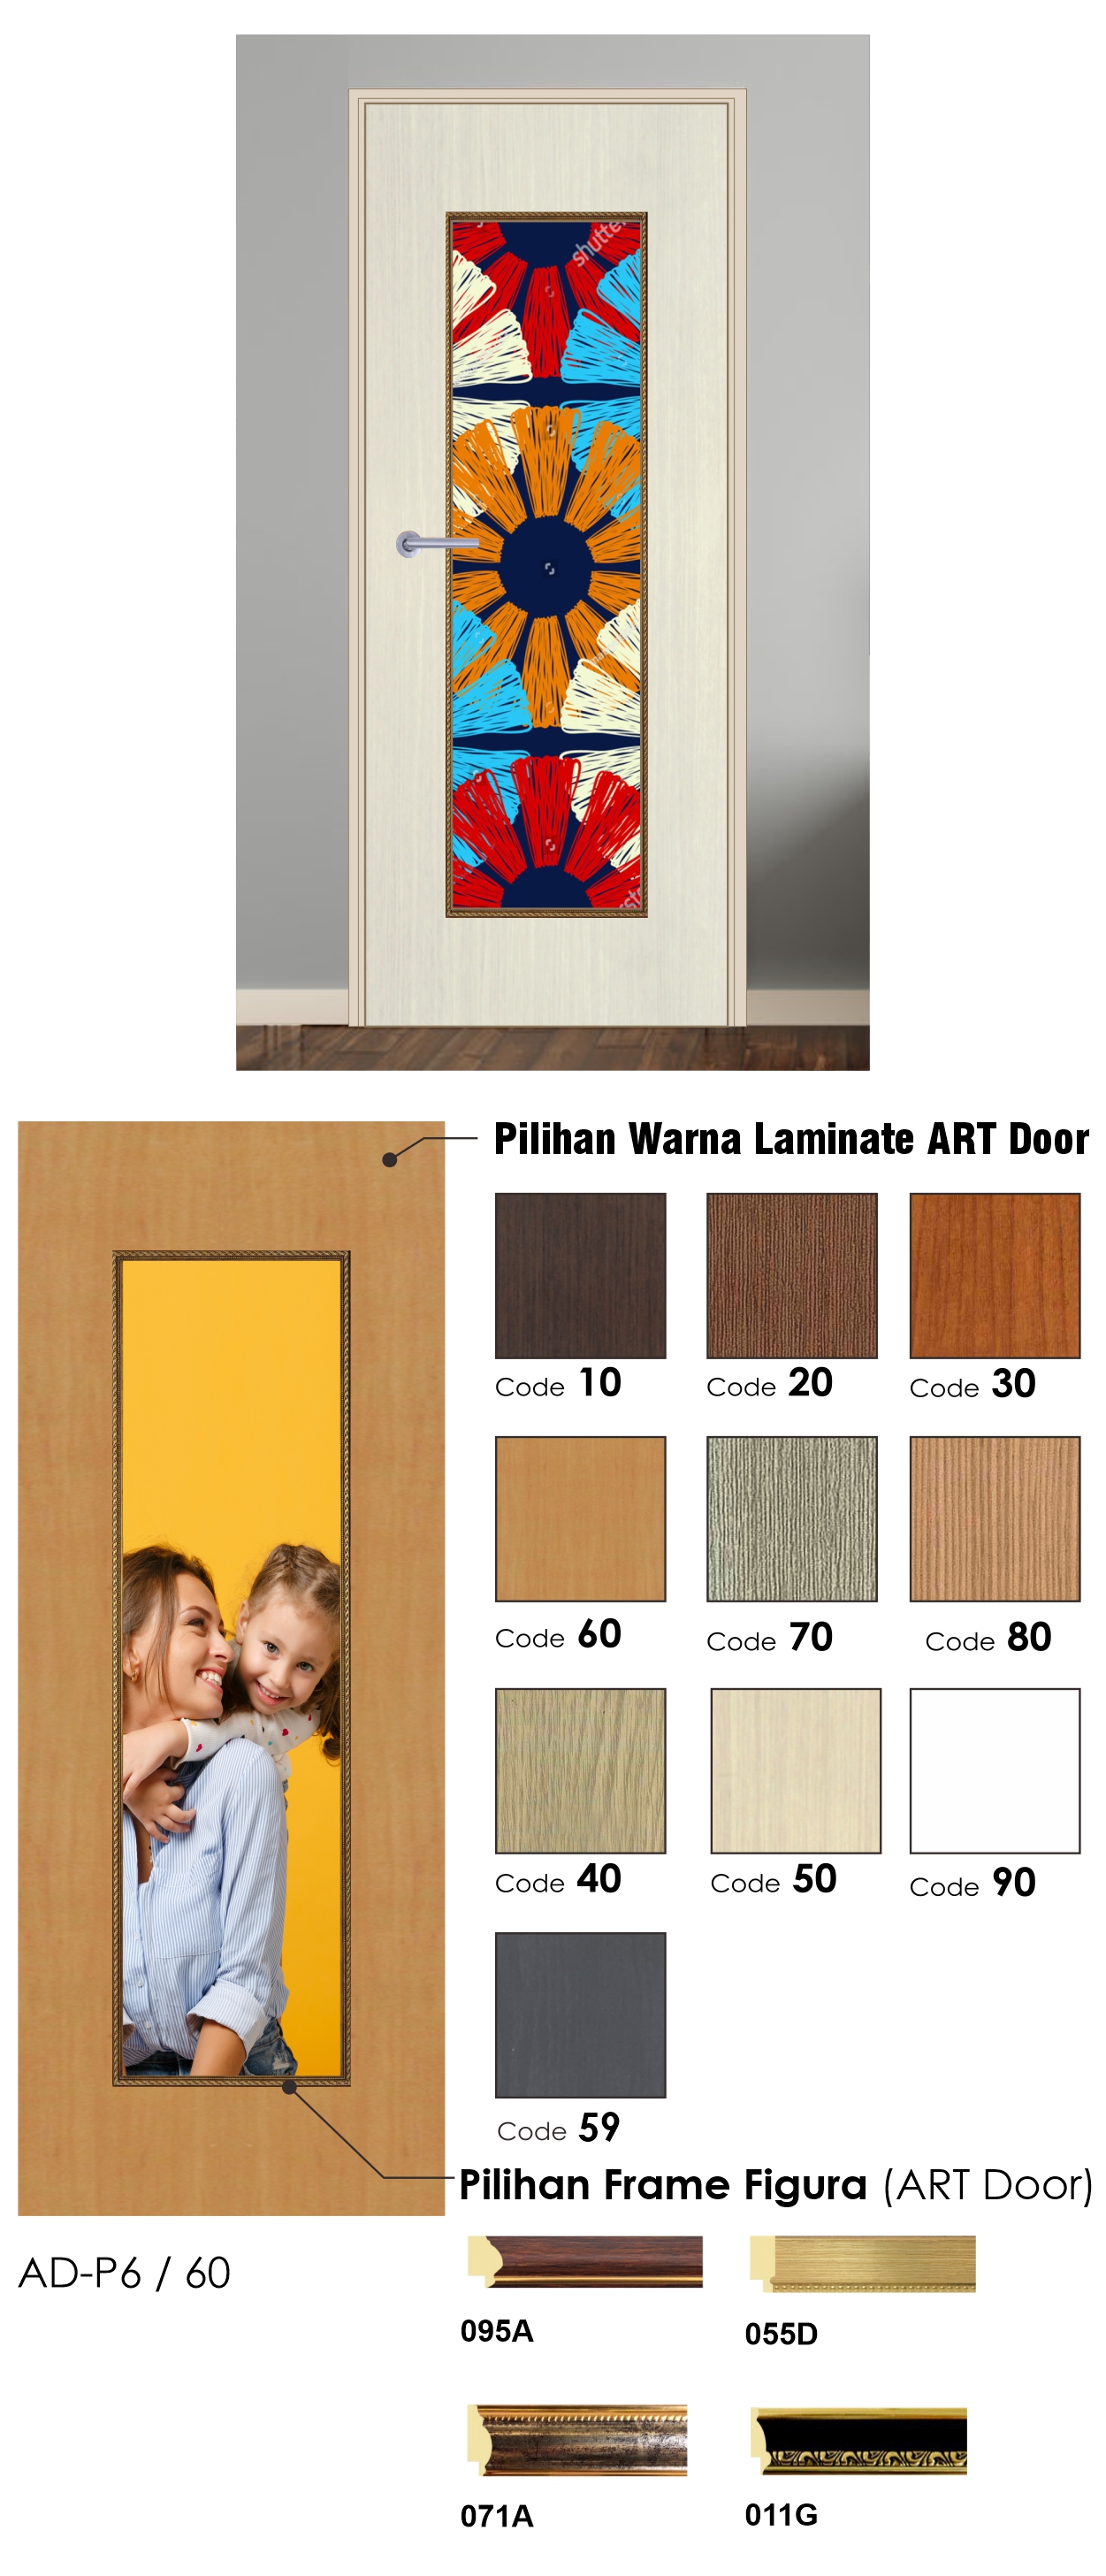 shutte
Pilihan Warna Laminate ART Door
Code 10
Code 20
Code 30
Code 60
Code 70
Code 80
Code 40
Code 50
Code 90
Code 59
Pilihan Frame Figura (ART Door)
AD-P6 / 60
095A
055D
071A
011G